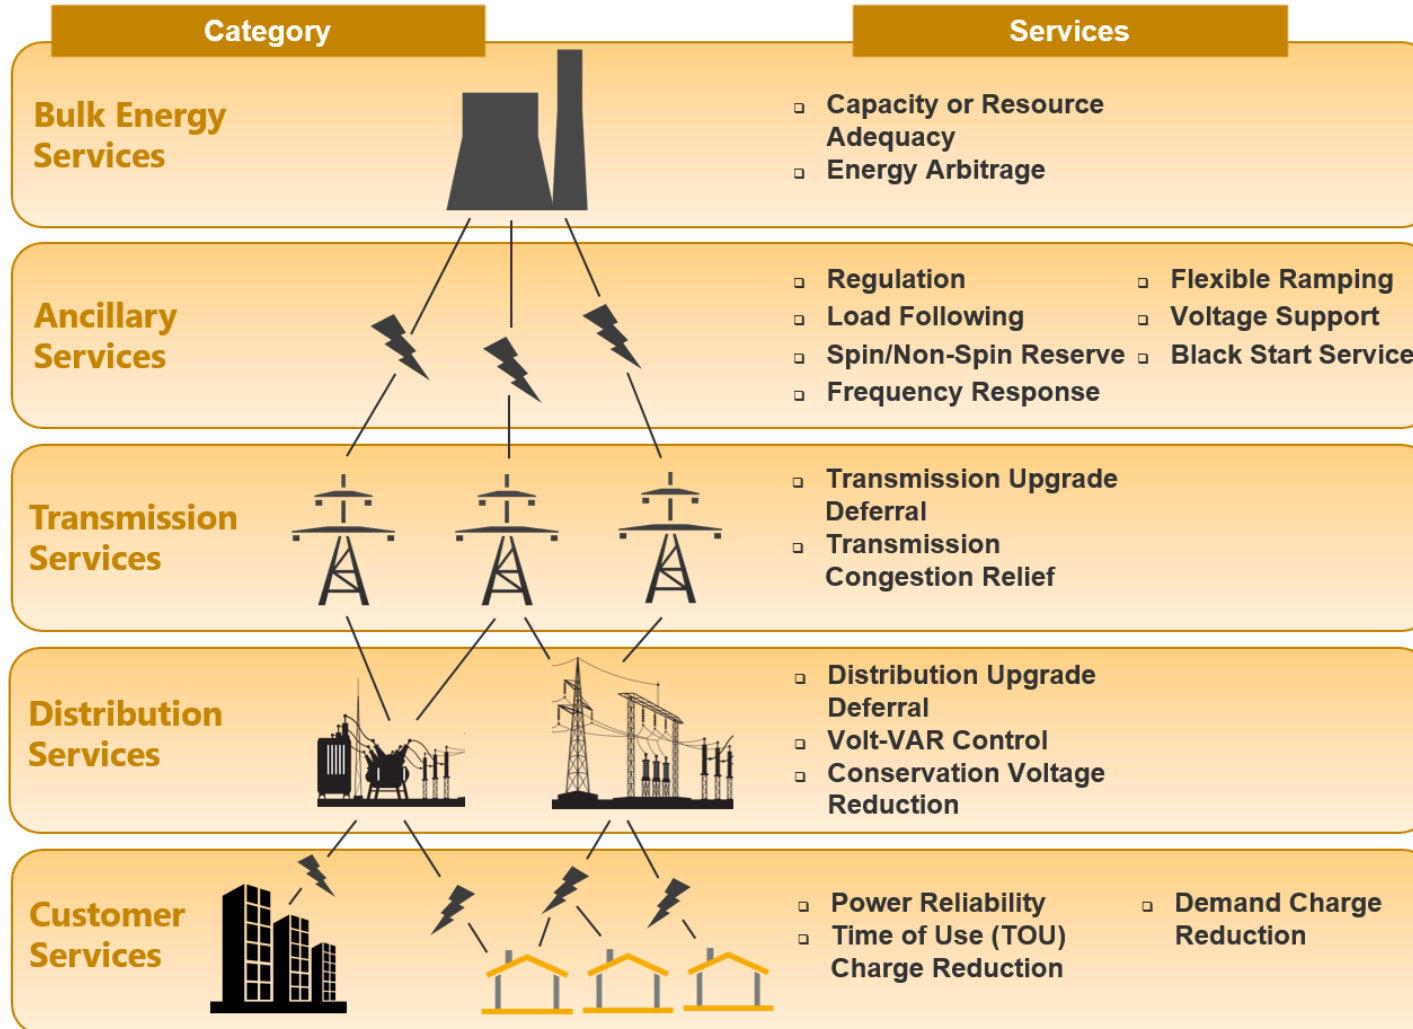 Category
Services
Bulk Energy
Services
Capacity or Resource
Adequacy
Energy Arbitrage
Ancillary
Services
Regulation
Load Following
Spin/Non-Spin Reserve
Frequency Response
Flexible Ramping
Voltage Support
Black Start Service
Transmission
Services
Transmission Upgrade
Deferral
Transmission
Congestion Relief
Distribution
Services
Distribution Upgrade
Deferral
Volt-VAR Control
Conservation Voltage
Reduction
Customer
Services
Power Reliability
Time of Use (TOU)
Charge Reduction
Demand Charge
Reduction